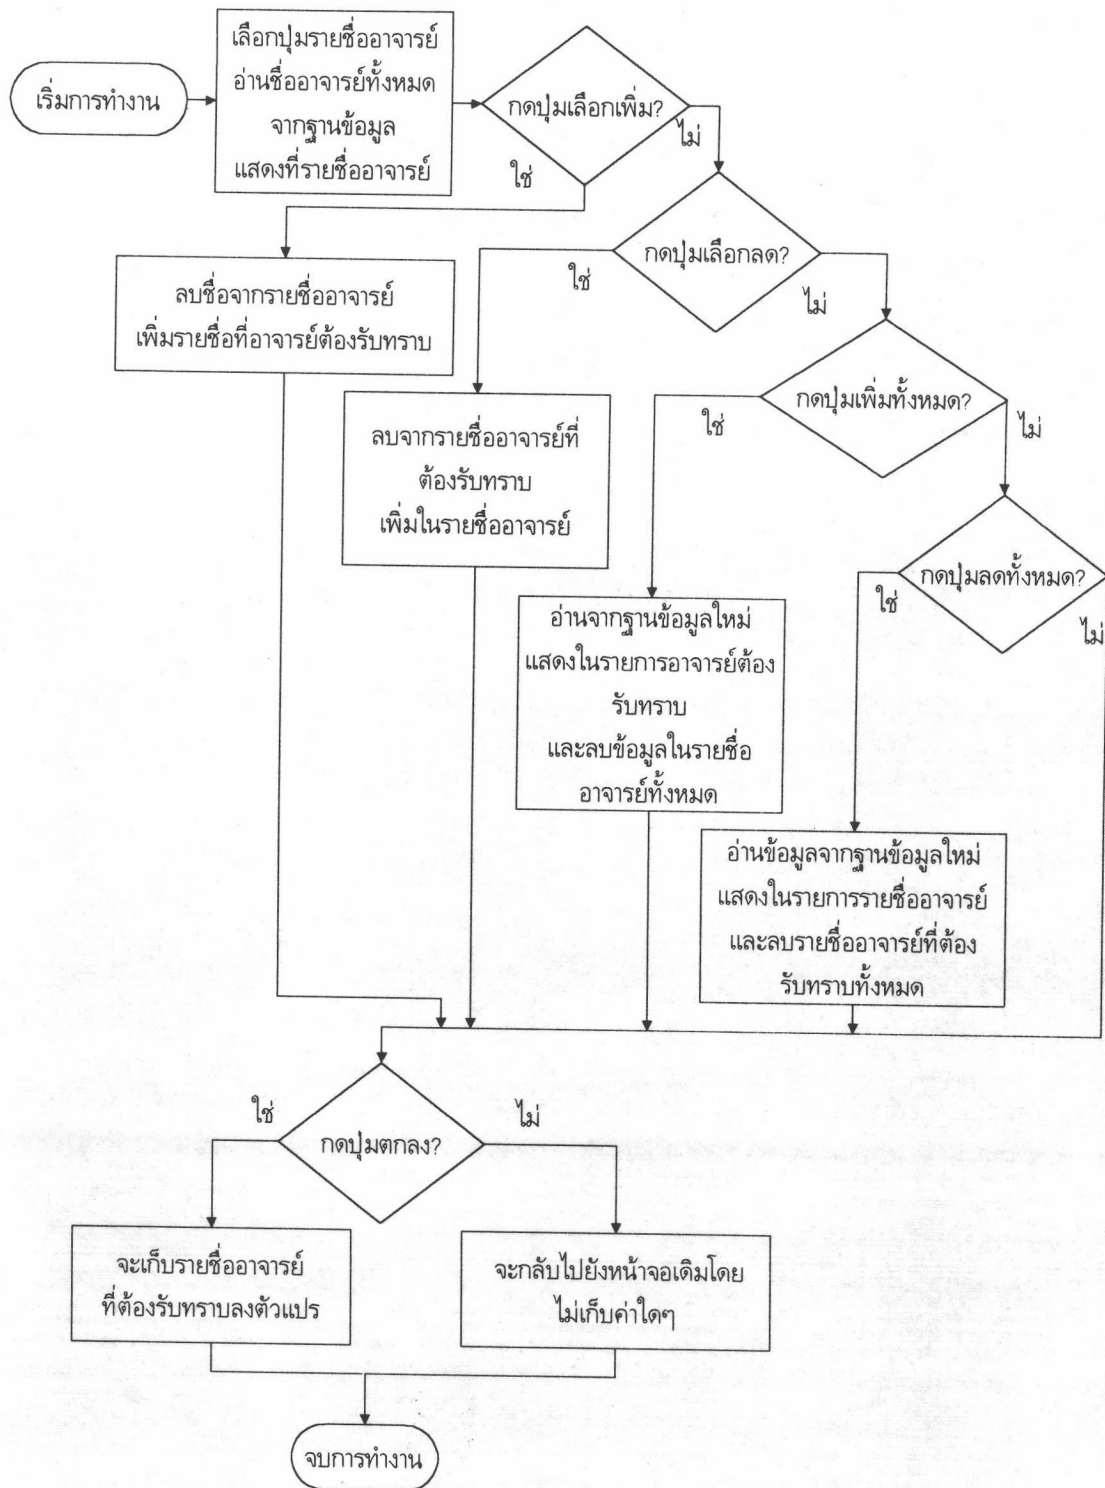 เริ่มการทำงาน
เลือกปุ่มรายชื่ออาจารย์
อ่านชื่ออาจารย์ทั้งหมด
จากฐานข้อมูล
แสดงที่รายชื่ออาจารย์
กดปุ่มเลือกเพิ่ม?
ไม่
ใช่
กดปุ่มเลือกลด?
ใช่
ไม่
ลบชื่อจากรายชื่ออาจารย์
เพิ่มรายชื่อที่อาจารย์ต้องรับทราบ
กดปุ่มเพิ่มทั้งหมด?
ใช่
ไม่
ลบจากรายชื่ออาจารย์ที่
ต้องรับทราบ
เพิ่มในรายชื่ออาจารย์
กดปุ่มลดทั้งหมด?
ใช่
ไม่
อ่านจากฐานข้อมูลใหม่
แสดงในรายการอาจารย์ต้อง
รับทราบ
และลบข้อมูลในรายชื่อ
อาจารย์ทั้งหมด
อ่านข้อมูลจากฐานข้อมูลใหม่
แสดงในรายการรายชื่ออาจารย์
และลบรายชื่ออาจารย์ที่ต้อง
รับทราบทั้งหมด
กดปุ่มตกลง?
ใช่
ไม่
จะเก็บรายชื่ออาจารย์
ที่ต้องรับทราบลงตัวแปร
จะกลับไปยังหน้าจอเดิมโดย
ไม่เก็บค่าใดๆ
จบการทำงาน